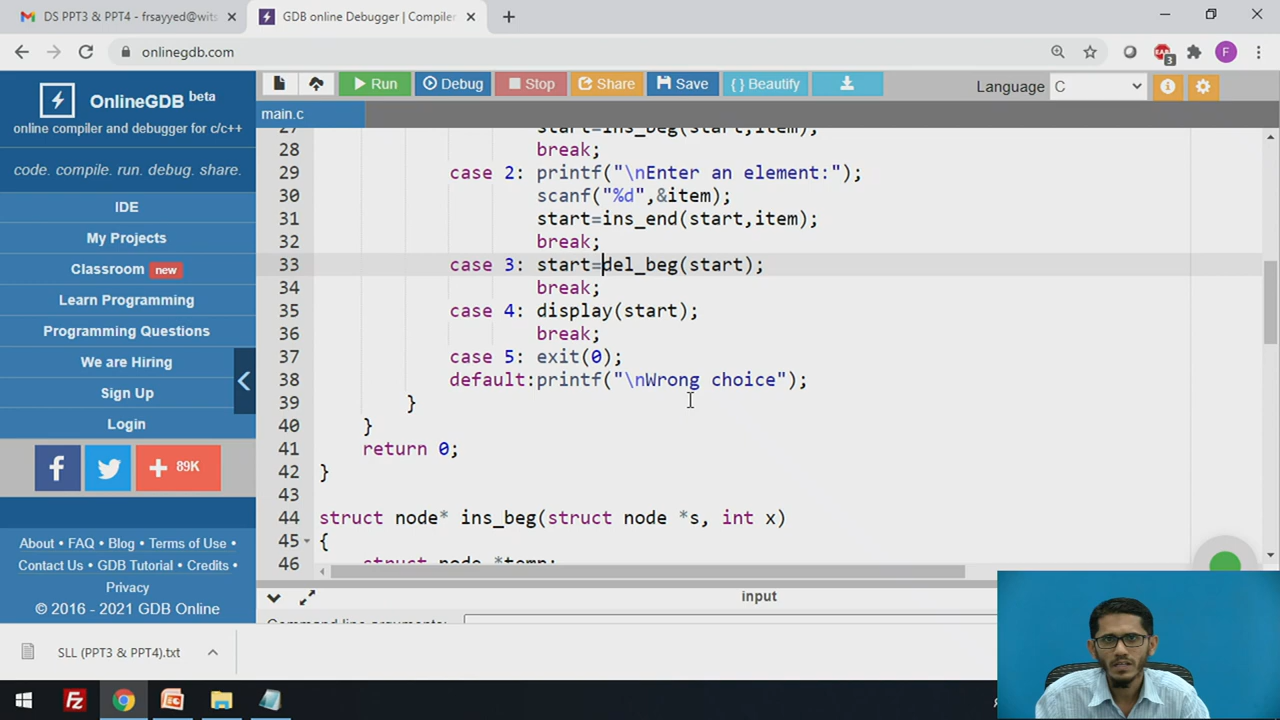 DS PPT3 & PPT4 - frsayyed@wits
GDB online Debugger | Compiler
onlinegdb.com
3
F
OnlineGDB beta
online compiler and debugger for c/c++
code. compile. run. debug. share.
IDE
My Projects
Classroom new
Learn Programming
Programming Questions
We are Hiring
Sign Up
Login
89K
About • FAQ • Blog • Terms of Use •
Contact Us • GDB Tutorial • Credits •
Privacy
© 2016 - 2021 GDB Online
Run Debug Stop Share Save { } Beautify
Language C
main.c
27 start=ins_beg(start,item);
28 break;
29 case 2: printf("\nEnter an element:");
30 scanf("%d",&item);
31 start=ins_end(start,item);
32 break;
33 case 3: start=del_beg(start);
34 break;
35 case 4: display(start);
36 break;
37 case 5: exit(0);
38 default:printf("\nWrong choice");
39 }
40 }
41 return 0;
42 }
43
44 struct node* ins_beg(struct node *s, int x)
45 {
46 struct node *temp;
input
Command line arguments:
SLL (PPT3 & PPT4).txt